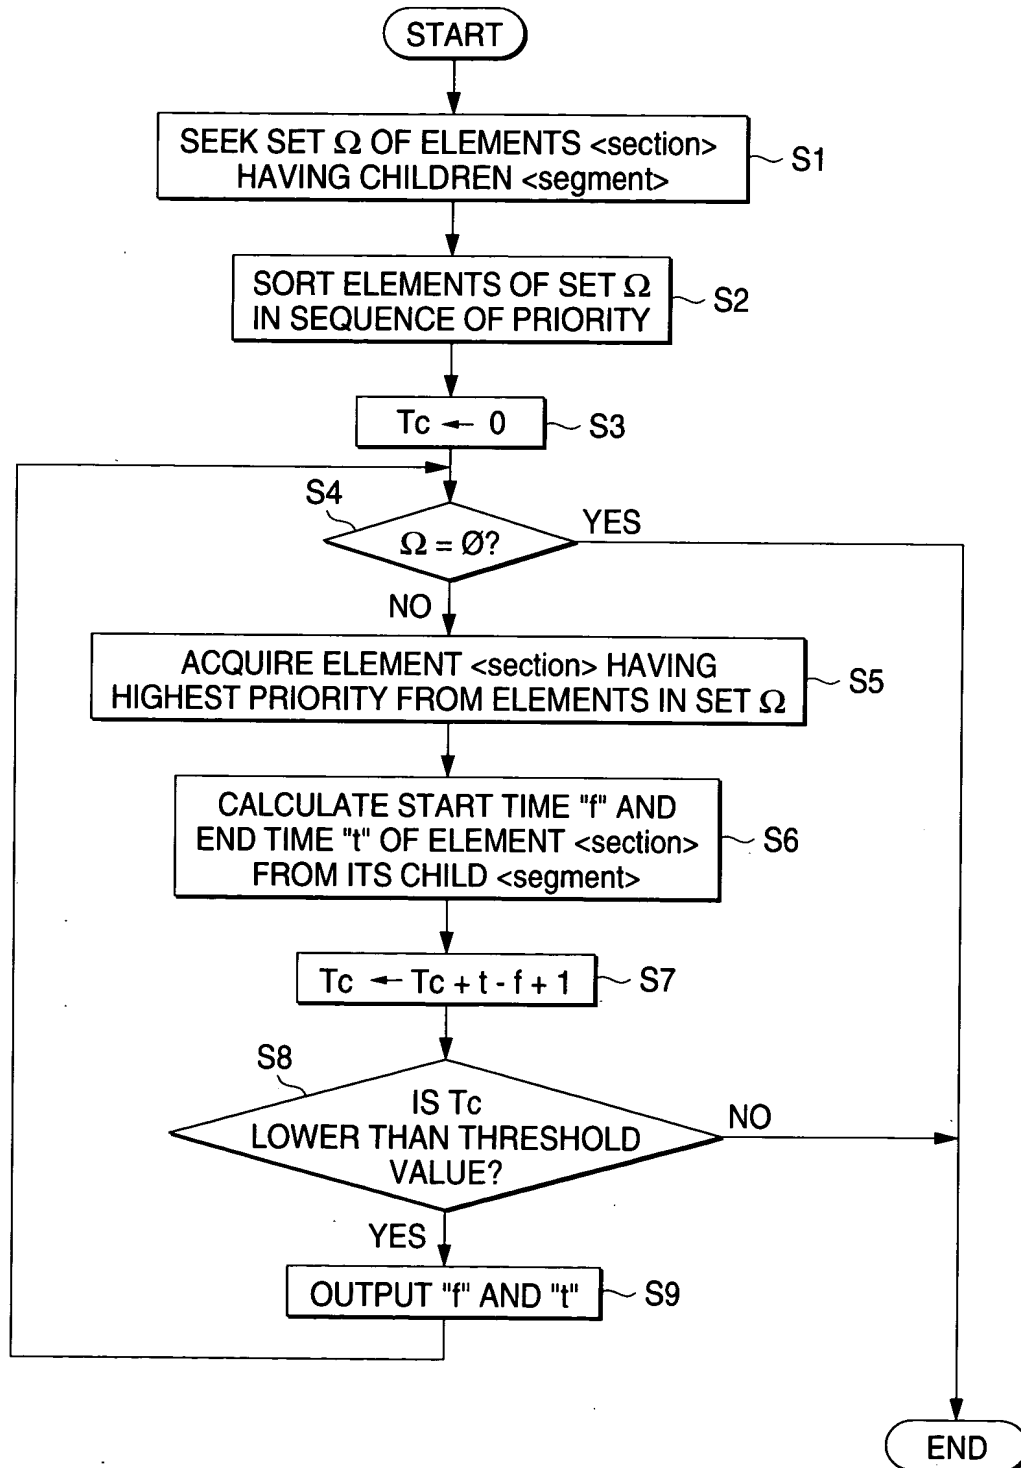 START
SEEK SET Ω OF ELEMENTS <section>
HAVING CHILDREN <segment>
S1
SORT ELEMENTS OF SET Ω
IN SEQUENCE OF PRIORITY
S2
Tc ← 0
S3
S4
Ω = Ø?
YES
NO
ACQUIRE ELEMENT <section> HAVING
HIGHEST PRIORITY FROM ELEMENTS IN SET Ω
S5
CALCULATE START TIME "f" AND
END TIME "t" OF ELEMENT <section>
FROM ITS CHILD <segment>
S6
Tc ← Tc + t - f + 1
S7
S8
IS Tc
LOWER THAN THRESHOLD
VALUE?
NO
YES
OUTPUT "f" AND "t"
S9
END